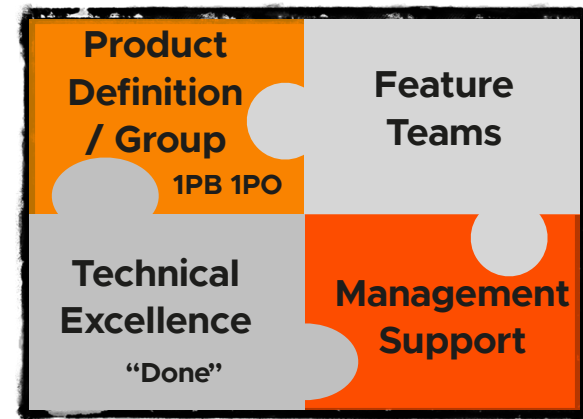 Product
Definition
/ Group
1PB 1PO
Feature
Teams
Technical
Excellence
“Done”
Management
Support